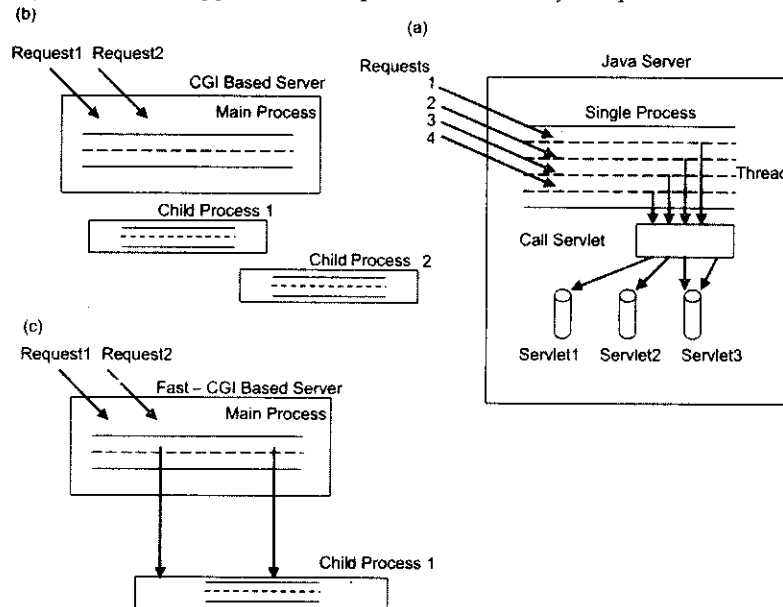 (b)
Request1 Request2
CGI Based Server
Main Process
Child Process 1
Child Process 2
(a)
Java Server
Requests
1
2
3
4
Single Process
Thread
Call Servlet
Servlet1 Servlet2 Servlet3
(c)
Request1 Request2
Fast – CGI Based Server
Main Process
Child Process 1